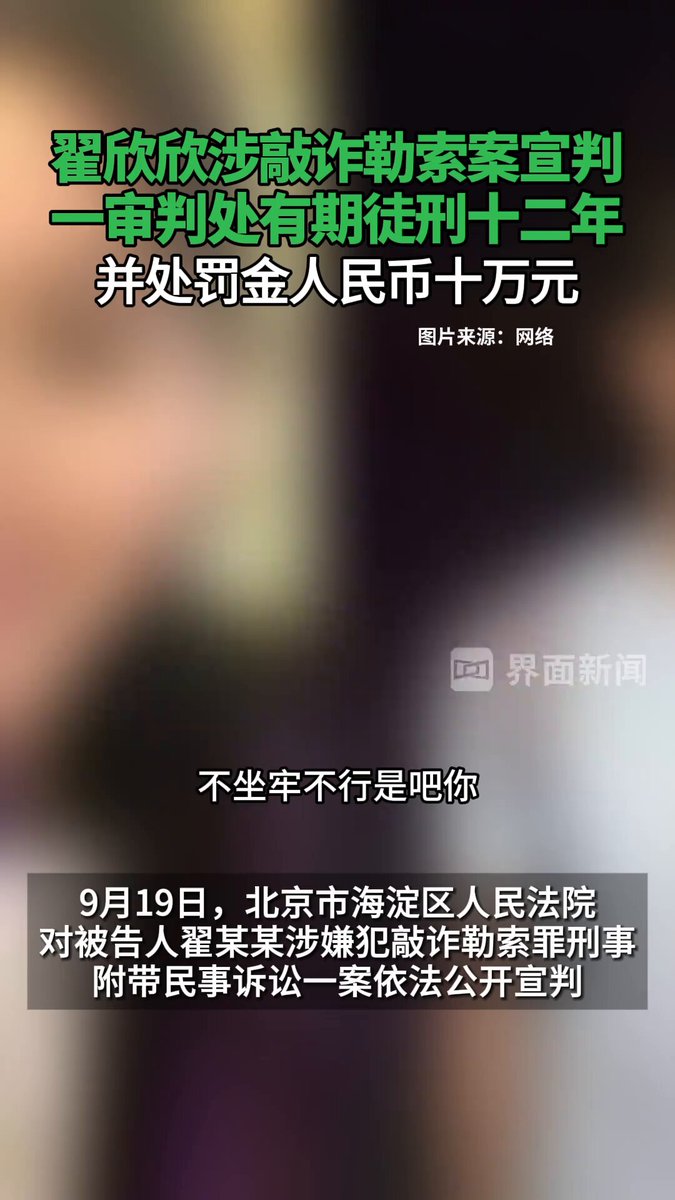 翟欣欣涉敲诈勒索案宣判
一审判处有期徒刑十二年
并处罚金人民币十万元
图片来源：网络
界面新闻
不坐牢不行是吧你
9月19日，北京市海淀区人民法院
对被告人翟某某涉嫌犯敲诈勒索罪刑事
附带民事诉讼一案依法公开宣判